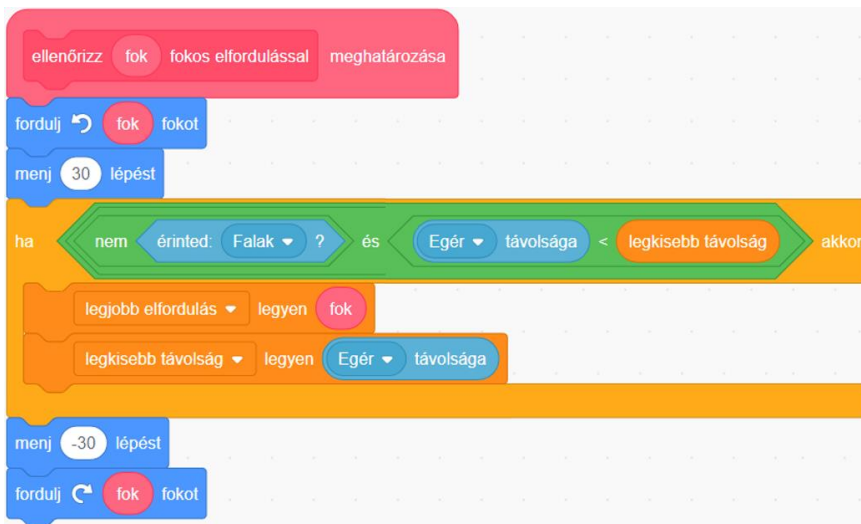 ellenőrizz fok fokos elfordulással meghatározása
fordulj fok fokot
menj 30 lépést
ha nem érinted: Falak ? és Egér távolsága < legkisebb távolság akkor
legjobb elfordulás legyen fok
legkisebb távolság legyen Egér távolsága
menj -30 lépést
fordulj fok fokot